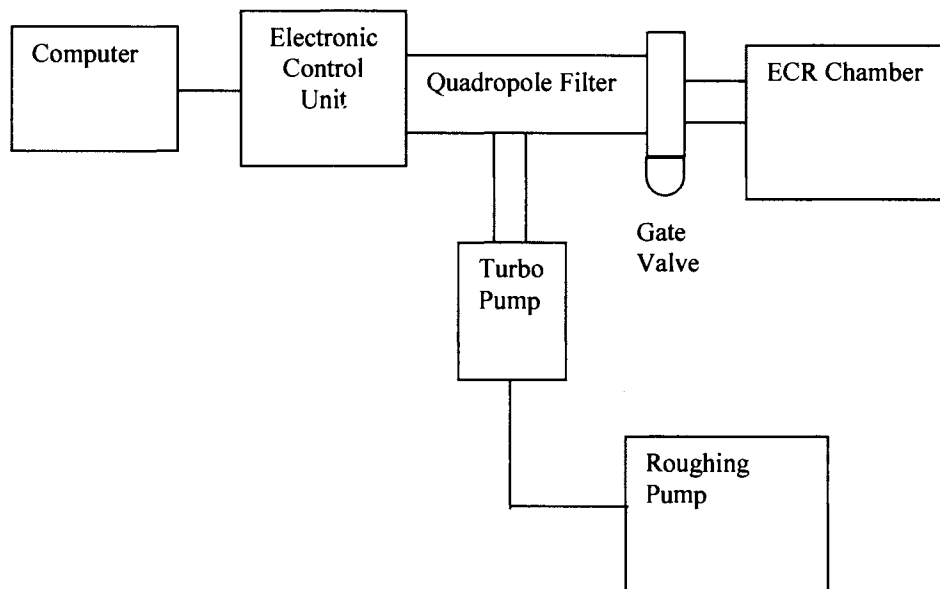 Computer
Electronic
Control
Unit
Quadropole Filter
ECR Chamber
Gate
Valve
Turbo
Pump
Roughing
Pump